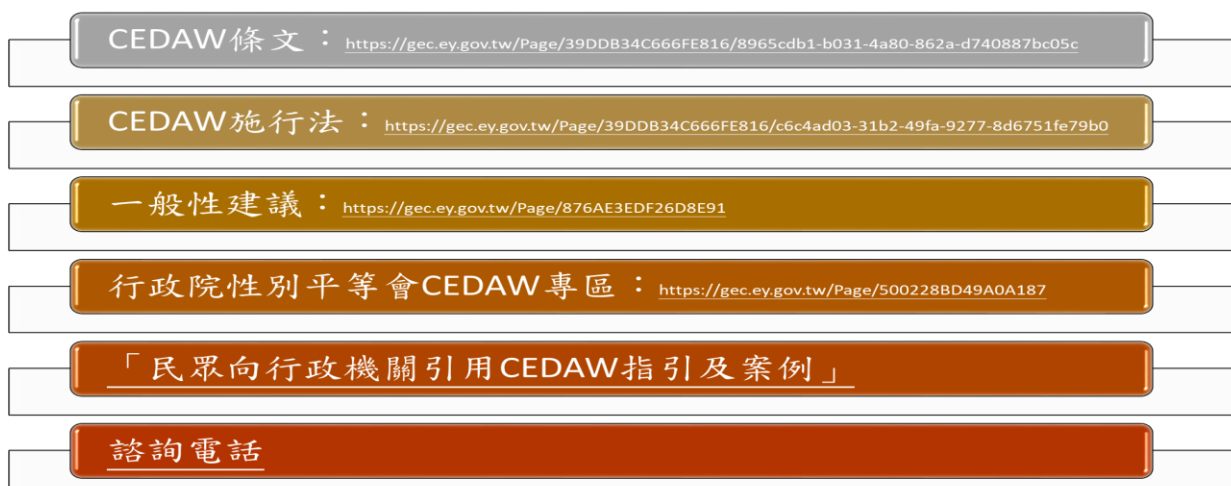 CEDAW條文：https://gec.ey.gov.tw/Page/39DDB34C666FE816/8965cdb1-b031-4a80-862a-d740887bc05c
CEDAW施行法：https://gec.ey.gov.tw/Page/39DDB34C666FE816/c6c4ad03-31b2-49fa-9277-8d6751fe79b0
一般性建議：https://gec.ey.gov.tw/Page/876AE3EDF26D8E91
行政院性別平等會CEDAW專區：https://gec.ey.gov.tw/Page/500228BD49A0A187
「民眾向行政機關引用CEDAW指引及案例」
諮詢電話